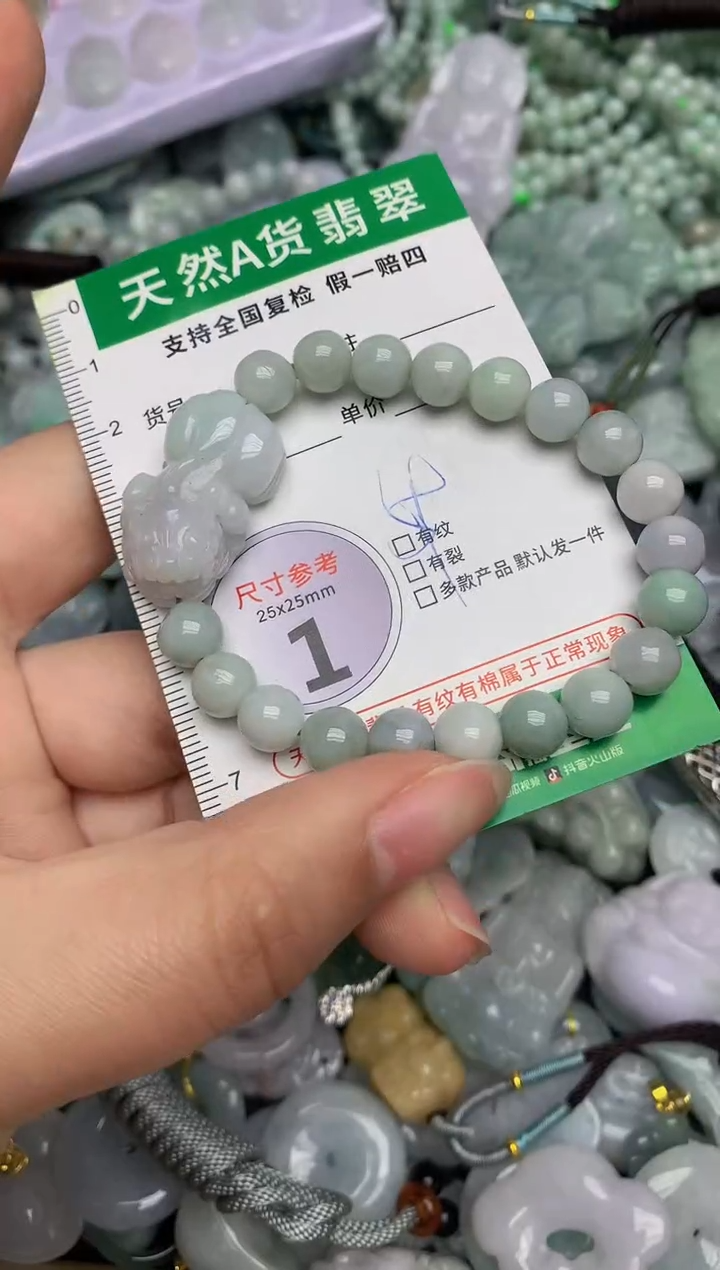 天然A货翡翠
支持全国复检 假一赔四
0
1
2
货号
单价
有纹
有裂
多款产品 默认发一件
尺寸参考
25x25mm
1
有纹有棉属于正常现象
7
视频 抖音火山版